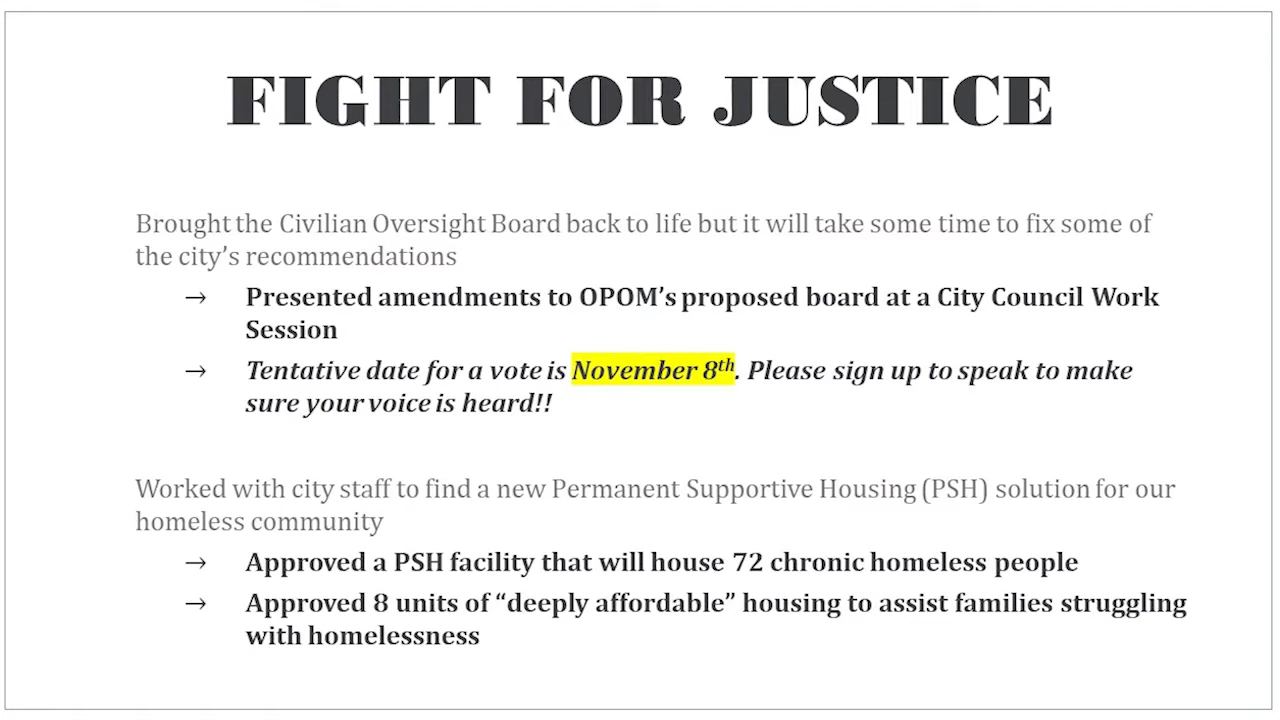 FIGHT FOR JUSTICE
Brought the Civilian Oversight Board back to life but it will take some time to fix some of
the city’s recommendations
→ Presented amendments to OPOM’s proposed board at a City Council Work
Session
→ Tentative date for a vote is November 8th. Please sign up to speak to make
sure your voice is heard!!
Worked with city staff to find a new Permanent Supportive Housing (PSH) solution for our
homeless community
→ Approved a PSH facility that will house 72 chronic homeless people
→ Approved 8 units of “deeply affordable” housing to assist families struggling
with homelessness